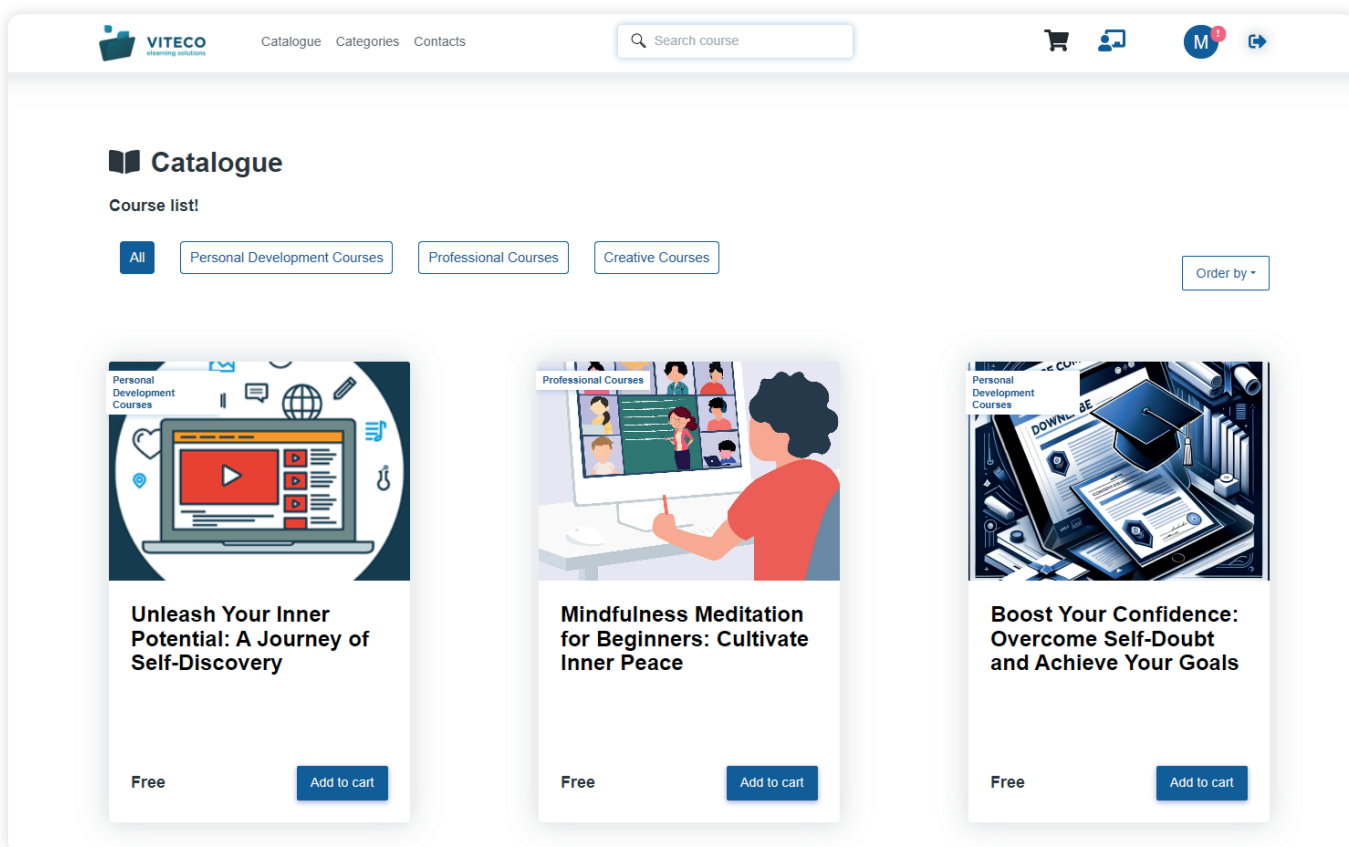 VITECO
elearning solutions
Catalogue Categories Contacts
Search course
M
!
Catalogue
Course list!
All
Personal Development Courses
Professional Courses
Creative Courses
Order by
Personal
Development
Courses
Unleash Your Inner
Potential: A Journey of
Self-Discovery
Free
Add to cart
Professional Courses
Mindfulness Meditation
for Beginners: Cultivate
Inner Peace
Free
Add to cart
Personal
Development
Courses
Boost Your Confidence:
Overcome Self-Doubt
and Achieve Your Goals
Free
Add to cart